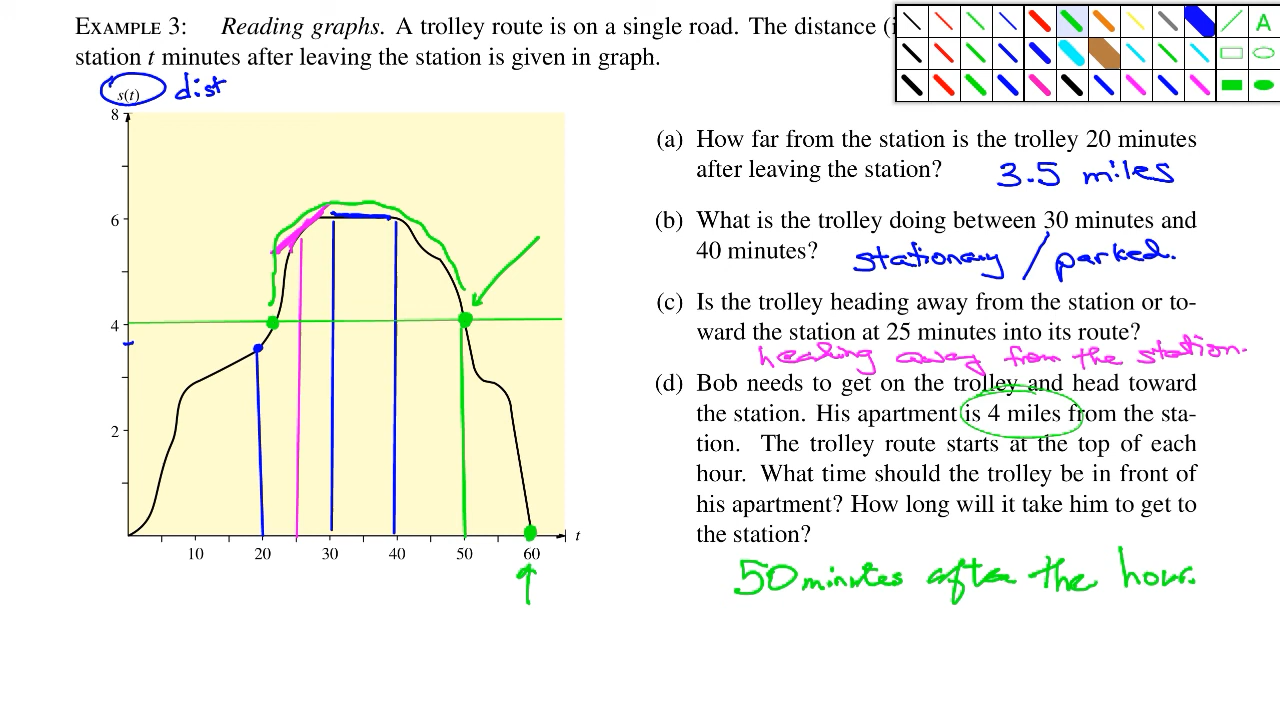 EXAMPLE 3: Reading graphs. A trolley route is on a single road. The distance (i
station t minutes after leaving the station is given in graph.
A
s(t) dist
8
6
4
2
10 20 30 40 50 60 t
(a) How far from the station is the trolley 20 minutes
after leaving the station? 3.5 miles
(b) What is the trolley doing between 30 minutes and
40 minutes? stationary / parked.
(c) Is the trolley heading away from the station or to-
ward the station at 25 minutes into its route?
heading away from the station.
(d) Bob needs to get on the trolley and head toward
the station. His apartment is 4 miles from the sta-
tion. The trolley route starts at the top of each
hour. What time should the trolley be in front of
his apartment? How long will it take him to get to
the station?
50 minutes after the hour.